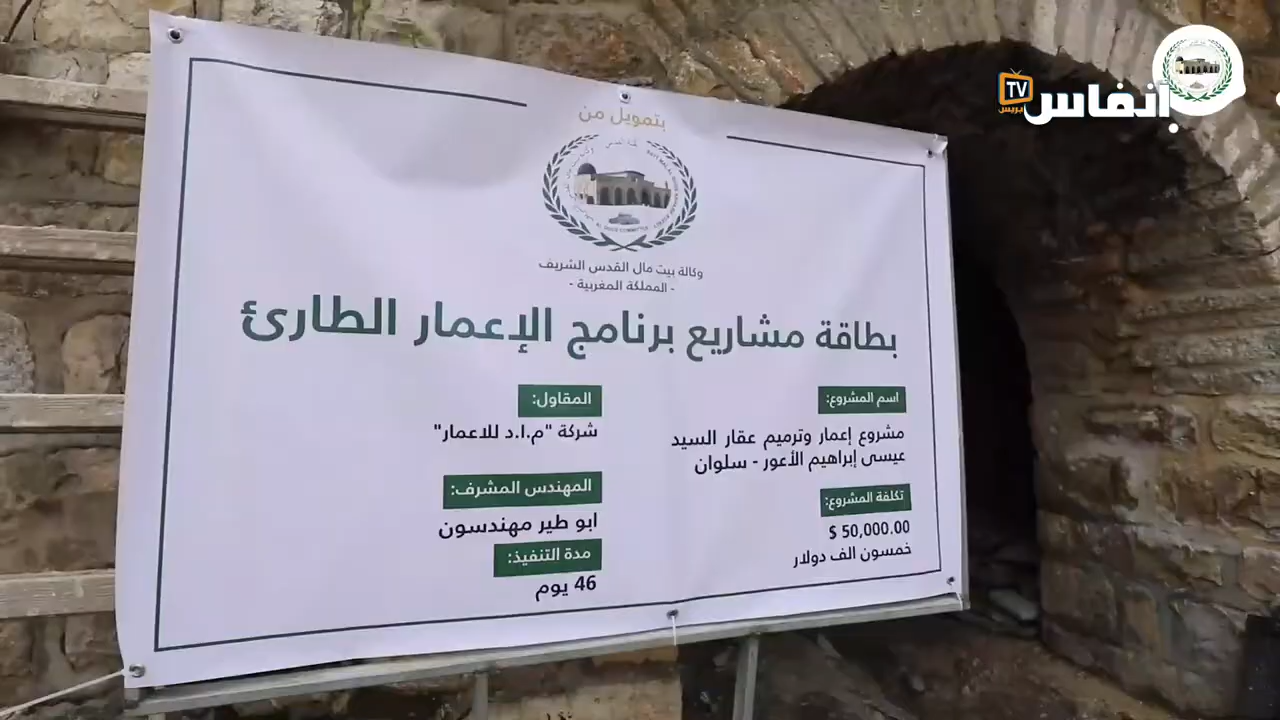 أنفاس
TV
بريس
بتمويل من
وكالة بيت مال القدس الشريف
- المملكة المغربية -
بطاقة مشاريع برنامج الإعمار الطارئ
اسم المشروع:
مشروع إعمار وترميم عقار السيد
عيسى إبراهيم الأعور - سلوان
تكلفة المشروع:
50,000.00 $
خمسون الف دولار
المقاول:
شركة "م.ا.د للاعمار"
المهندس المشرف:
ابو طير مهندسون
مدة التنفيذ:
46 يوم